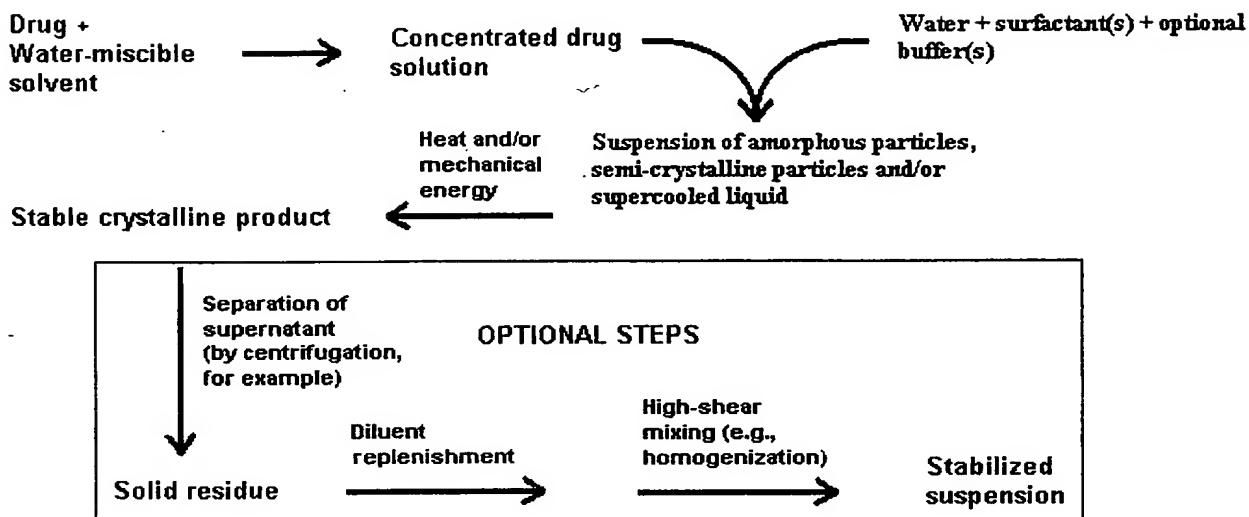 Drug +
Water-miscible
solvent
Concentrated drug
solution
Water + surfactant(s) + optional
buffer(s)
Heat and/or
mechanical
energy
Suspension of amorphous particles,
semi-crystalline particles and/or
supercooled liquid
Stable crystalline product
Separation of
supernatant
(by centrifugation,
for example)
OPTIONAL STEPS
Solid residue
Diluent
replenishment
High-shear
mixing (e.g.,
homogenization)
Stabilized
suspension